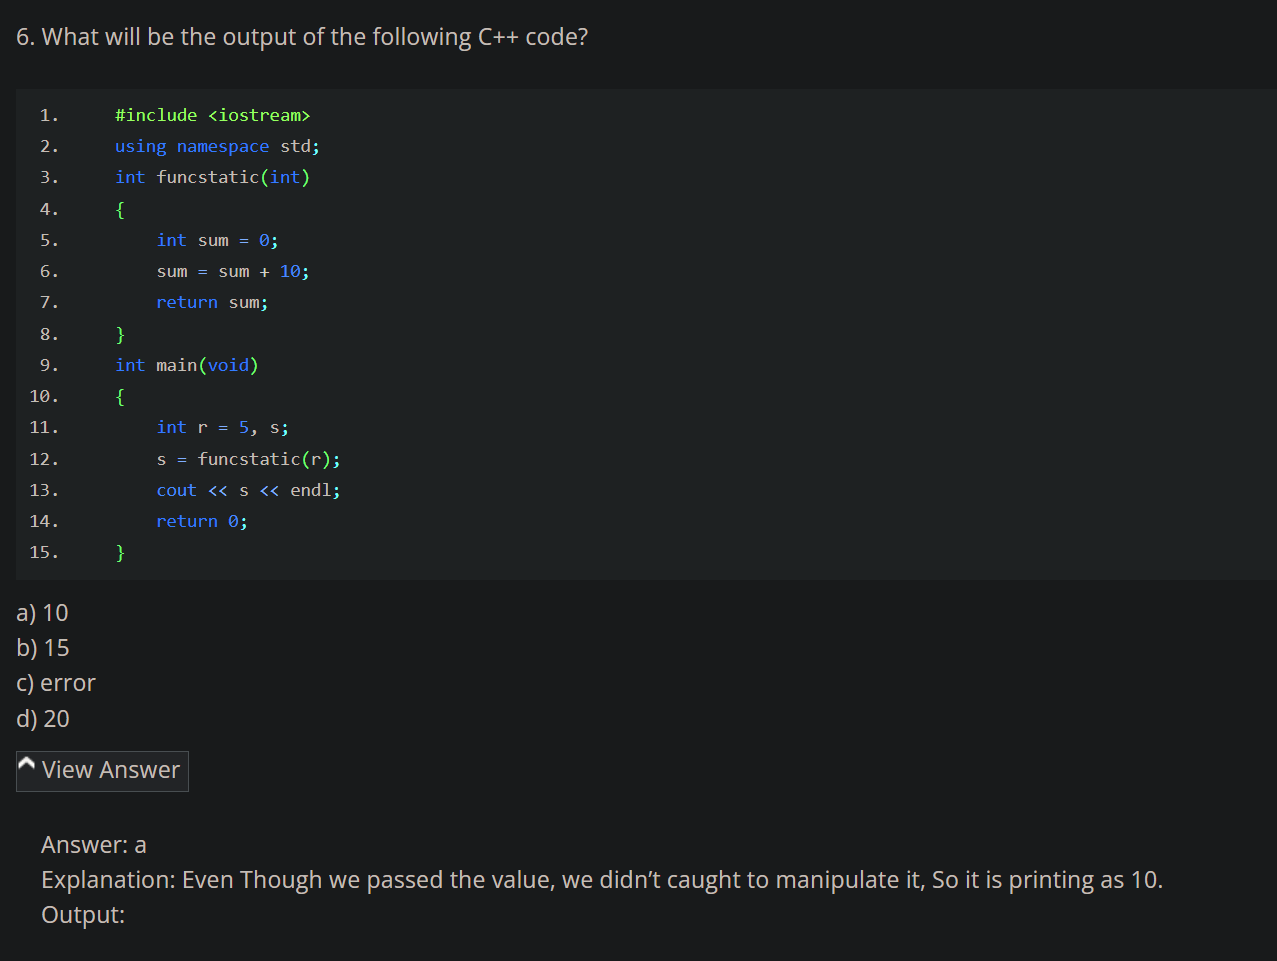 6. What will be the output of the following C++ code?
1. #include <iostream>
2. using namespace std;
3. int funcstatic(int)
4. {
5. int sum = 0;
6. sum = sum + 10;
7. return sum;
8. }
9. int main(void)
10. {
11. int r = 5, s;
12. s = funcstatic(r);
13. cout << s << endl;
14. return 0;
15. }
a) 10
b) 15
c) error
d) 20
View Answer
Answer: a
Explanation: Even Though we passed the value, we didn’t caught to manipulate it, So it is printing as 10.
Output: